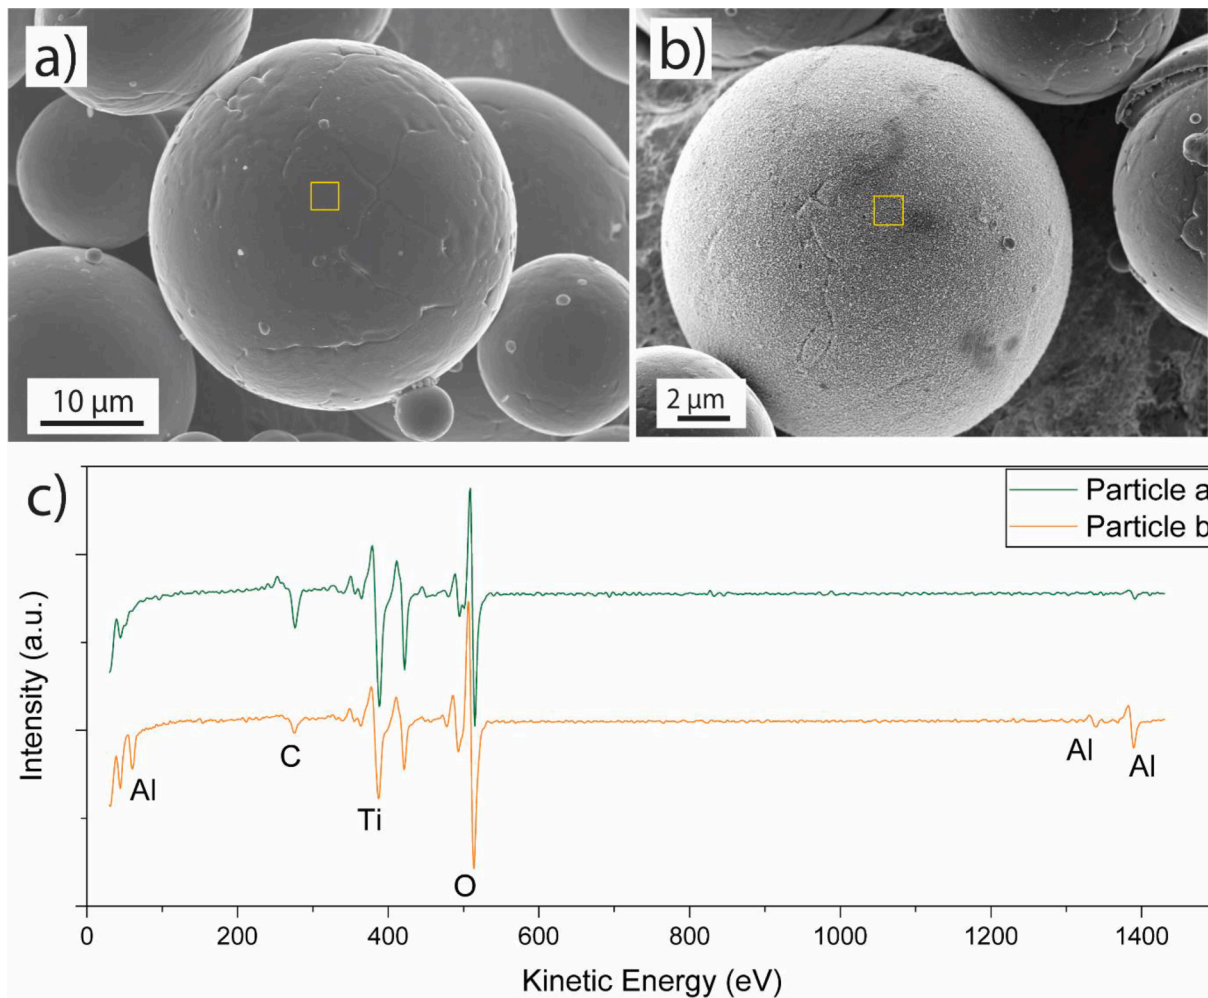 a)
b)
10 μm
2 μm
c)
Particle a
Particle b
Intensity (a.u.)
Al
C
Ti
O
Al
Al
0
200
400
600
800
1000
1200
1400
Kinetic Energy (eV)